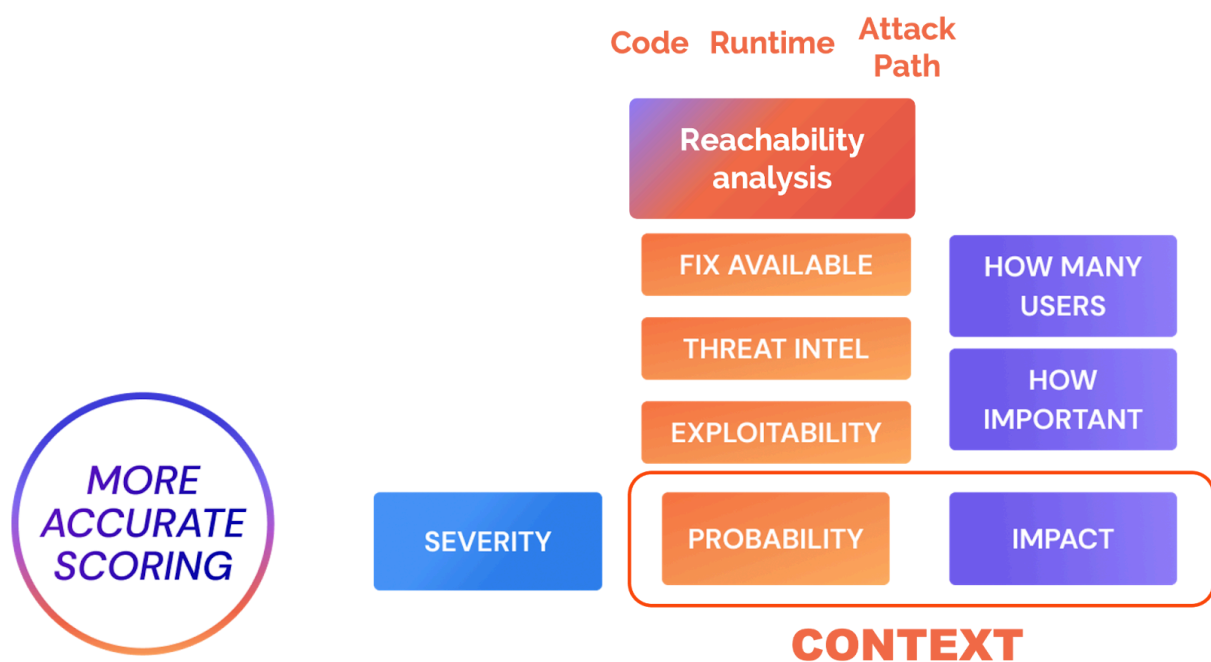 Code Runtime Attack
Path
Reachability
analysis
FIX AVAILABLE
THREAT INTEL
EXPLOITABILITY
HOW MANY
USERS
HOW
IMPORTANT
MORE
ACCURATE
SCORING
SEVERITY
PROBABILITY
IMPACT
CONTEXT